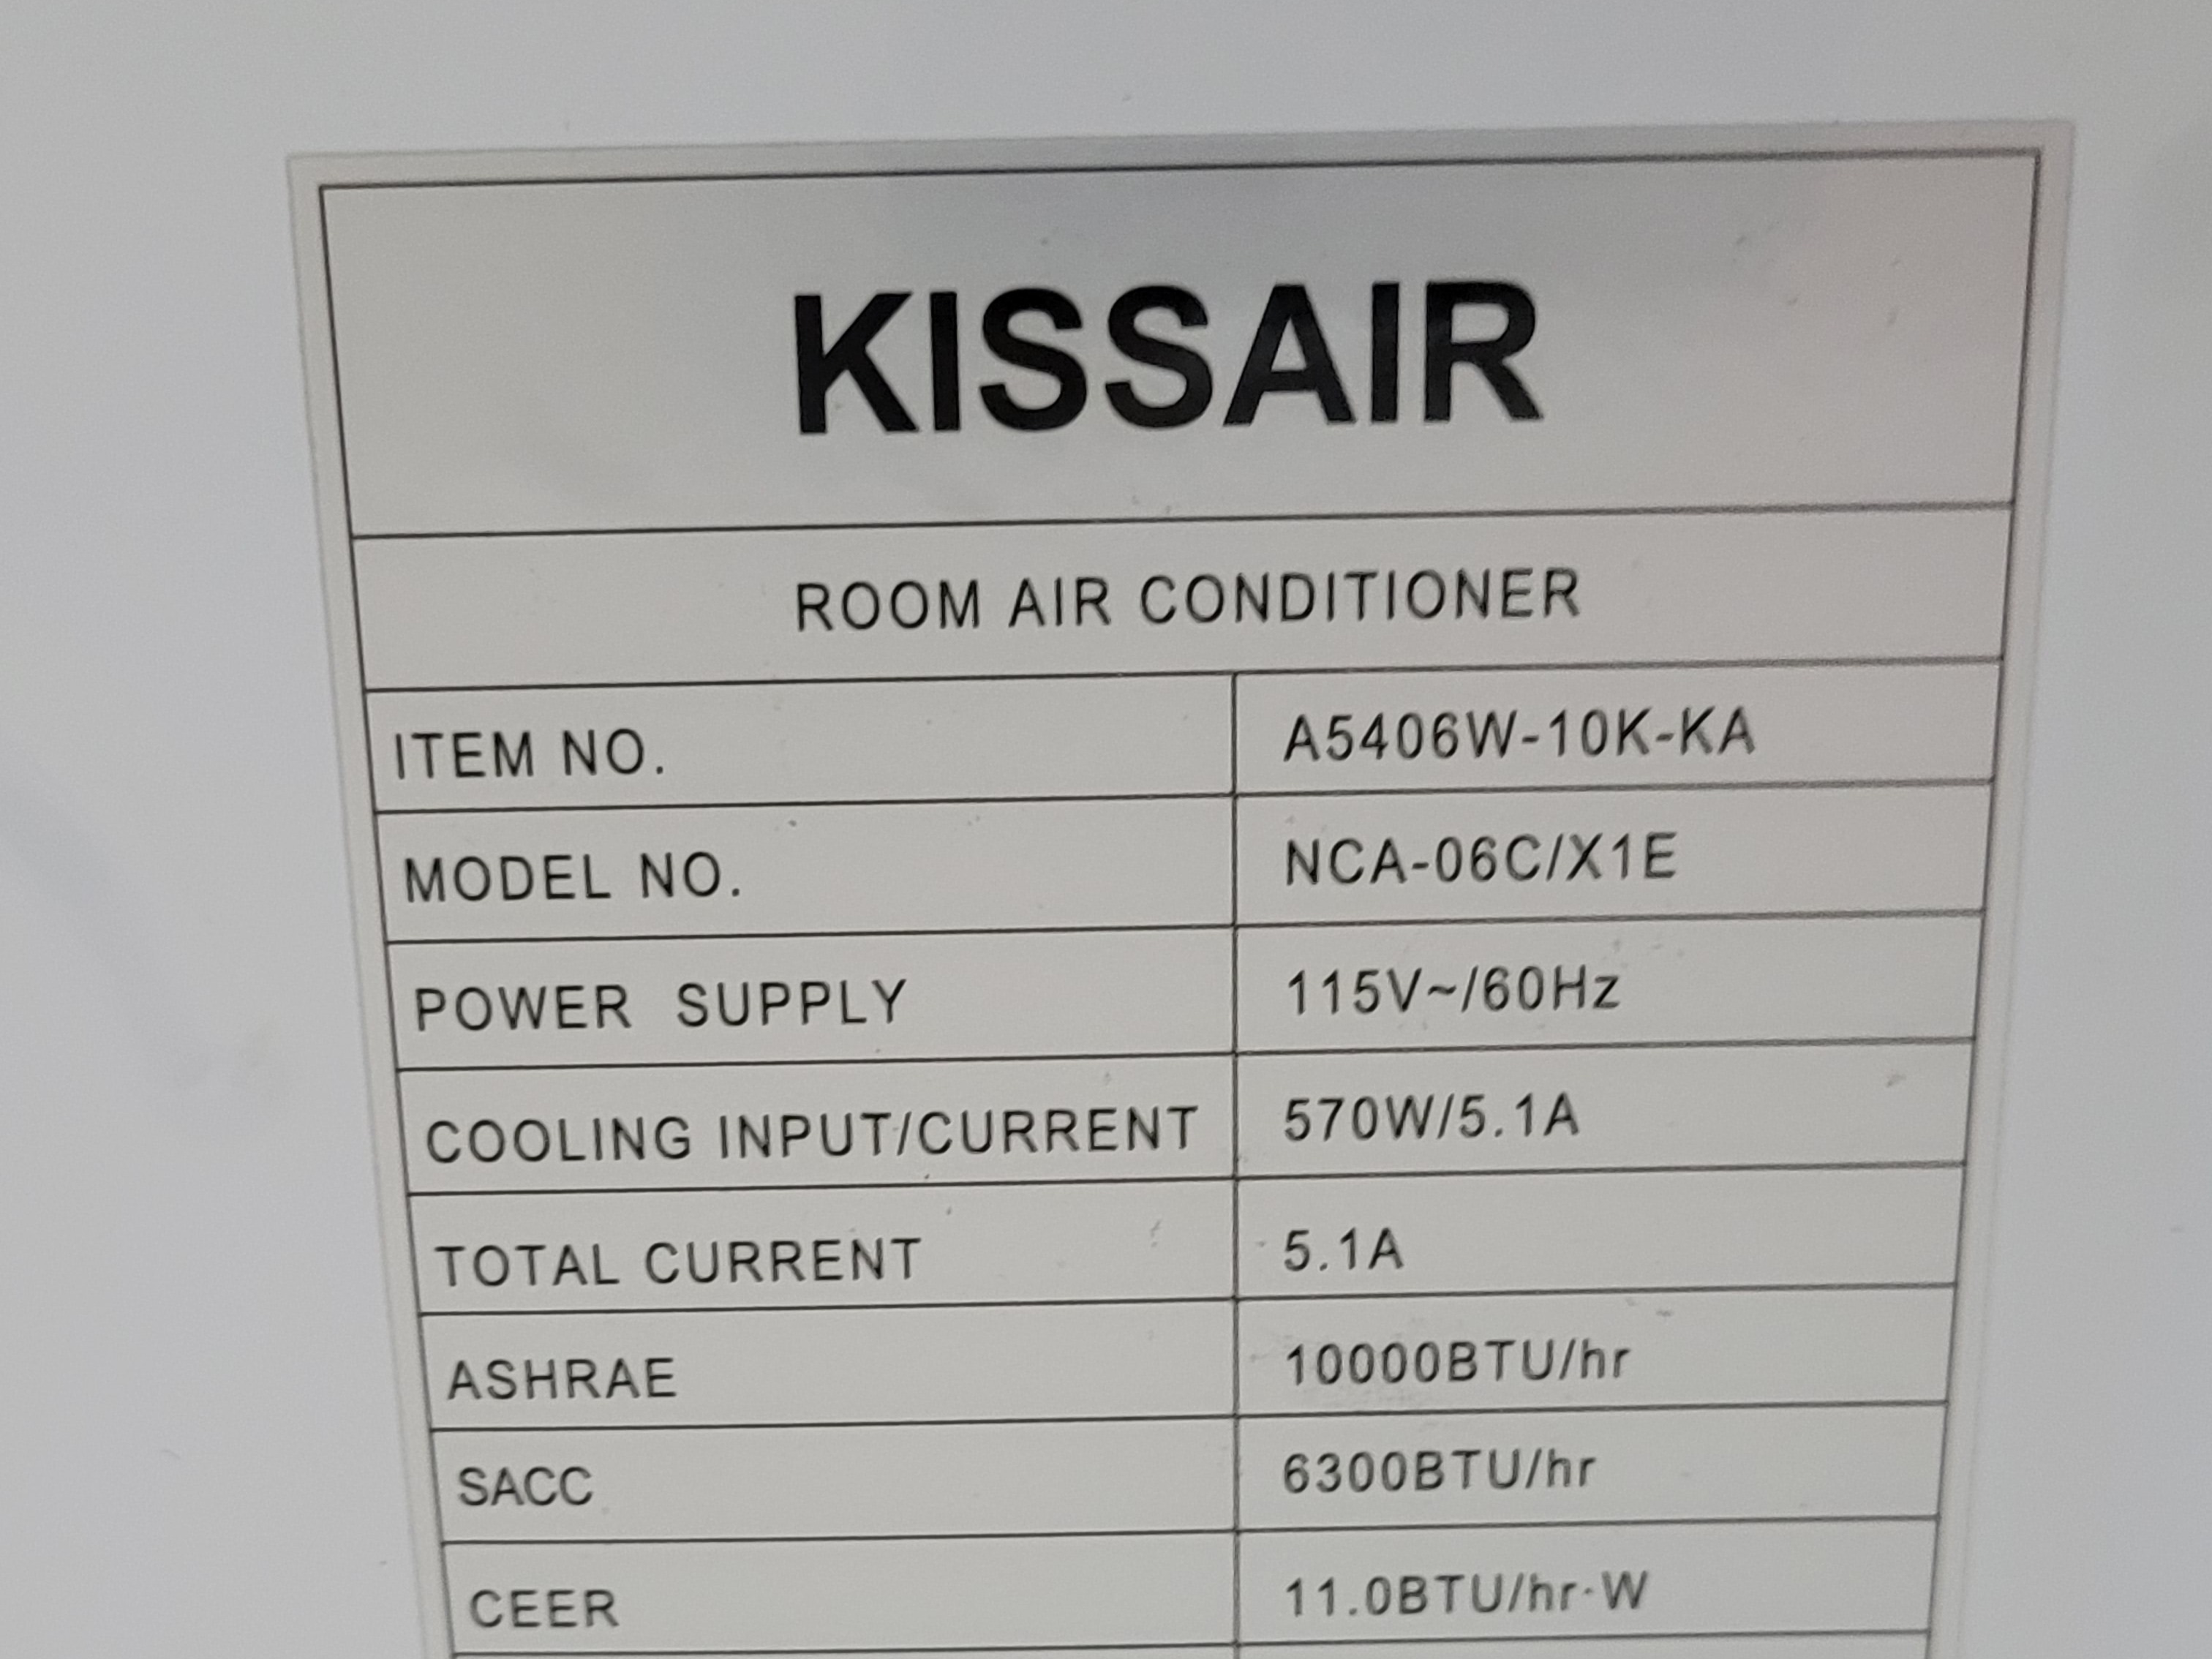 KISSAIR
ROOM AIR CONDITIONER
ITEM NO. A5406W-10K-KA
MODEL NO. NCA-06C/X1E
POWER SUPPLY 115V~/60Hz
COOLING INPUT/CURRENT 570W/5.1A
TOTAL CURRENT 5.1A
ASHRAE 10000BTU/hr
SACC 6300BTU/hr
CEER 11.0BTU/hr·W